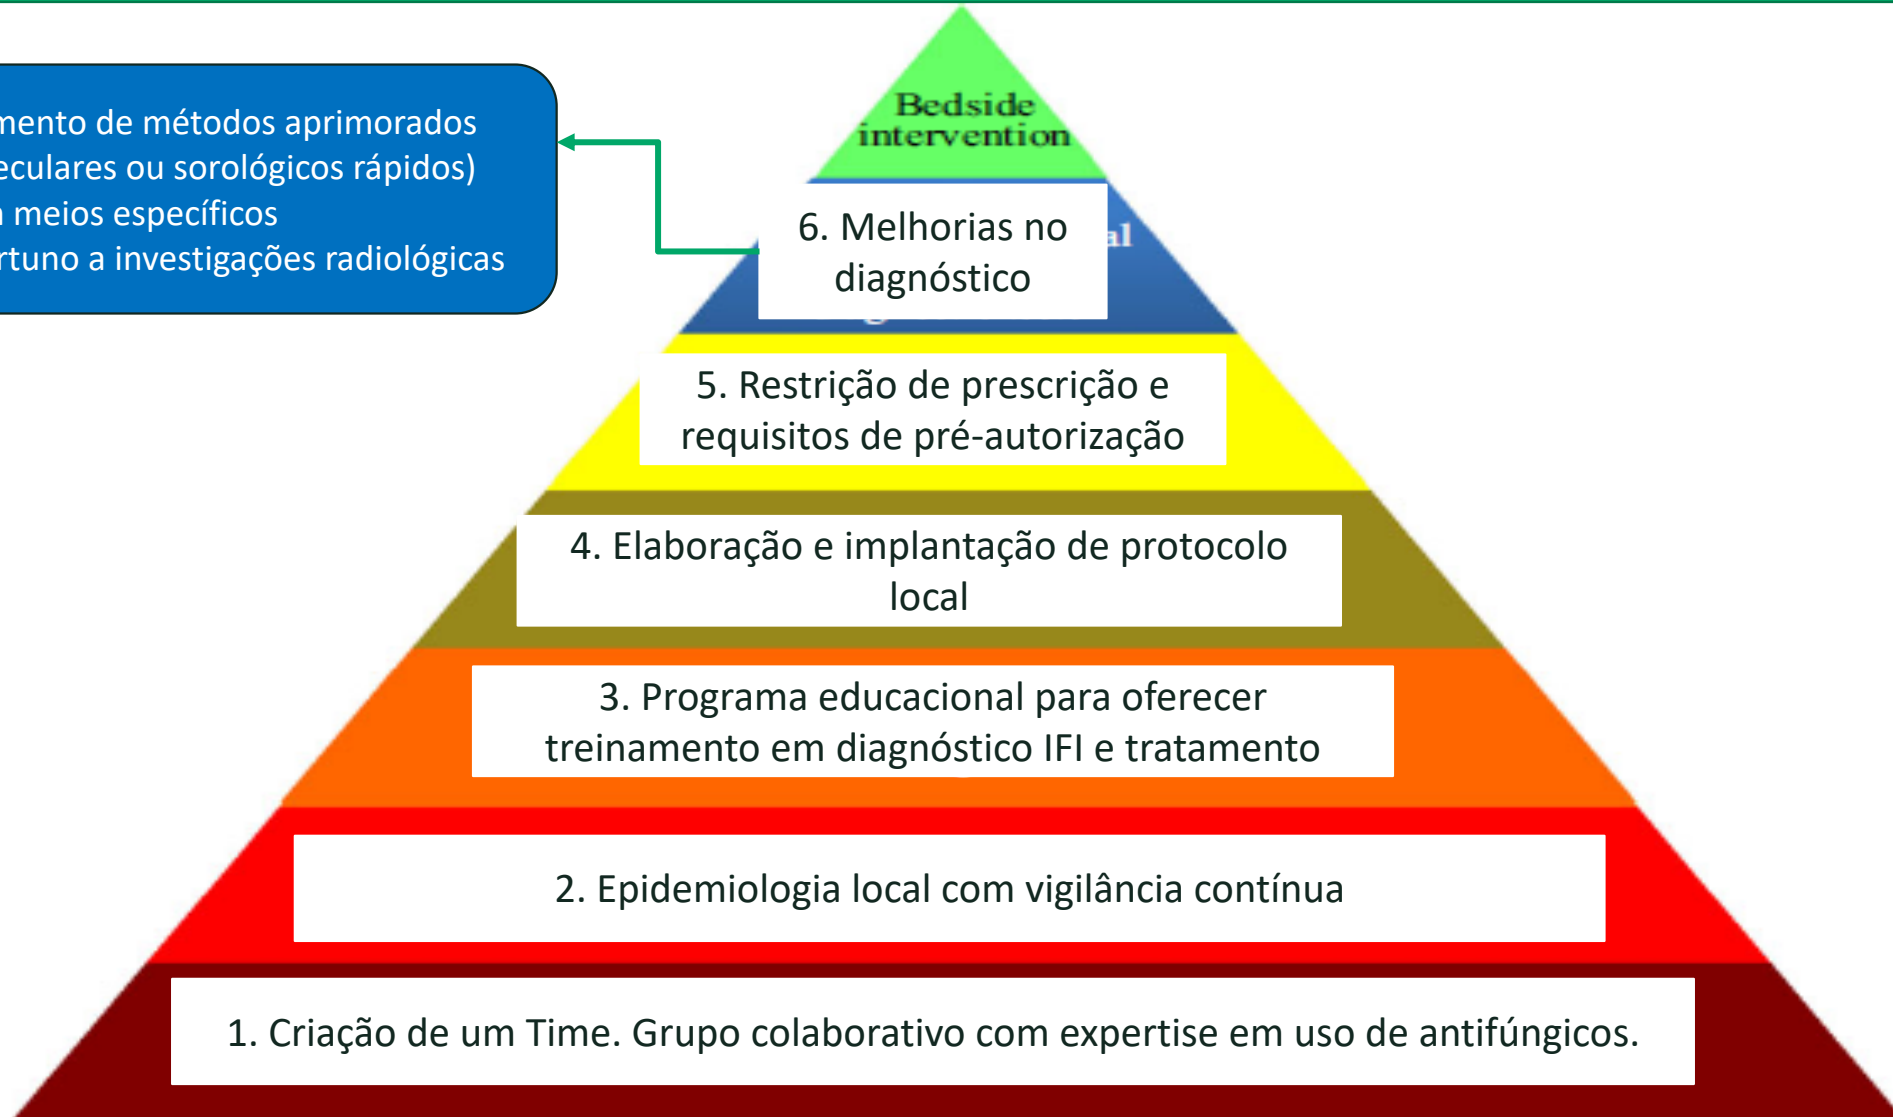 Bedside
intervention
mento de métodos aprimorados
eculares ou sorológicos rápidos)
meios específicos
rtuno a investigações radiológicas
6. Melhorias no
diagnóstico
al
5. Restrição de prescrição e
requisitos de pré-autorização
4. Elaboração e implantação de protocolo
local
3. Programa educacional para oferecer
treinamento em diagnóstico IFI e tratamento
2. Epidemiologia local com vigilância contínua
1. Criação de um Time. Grupo colaborativo com expertise em uso de antifúngicos.